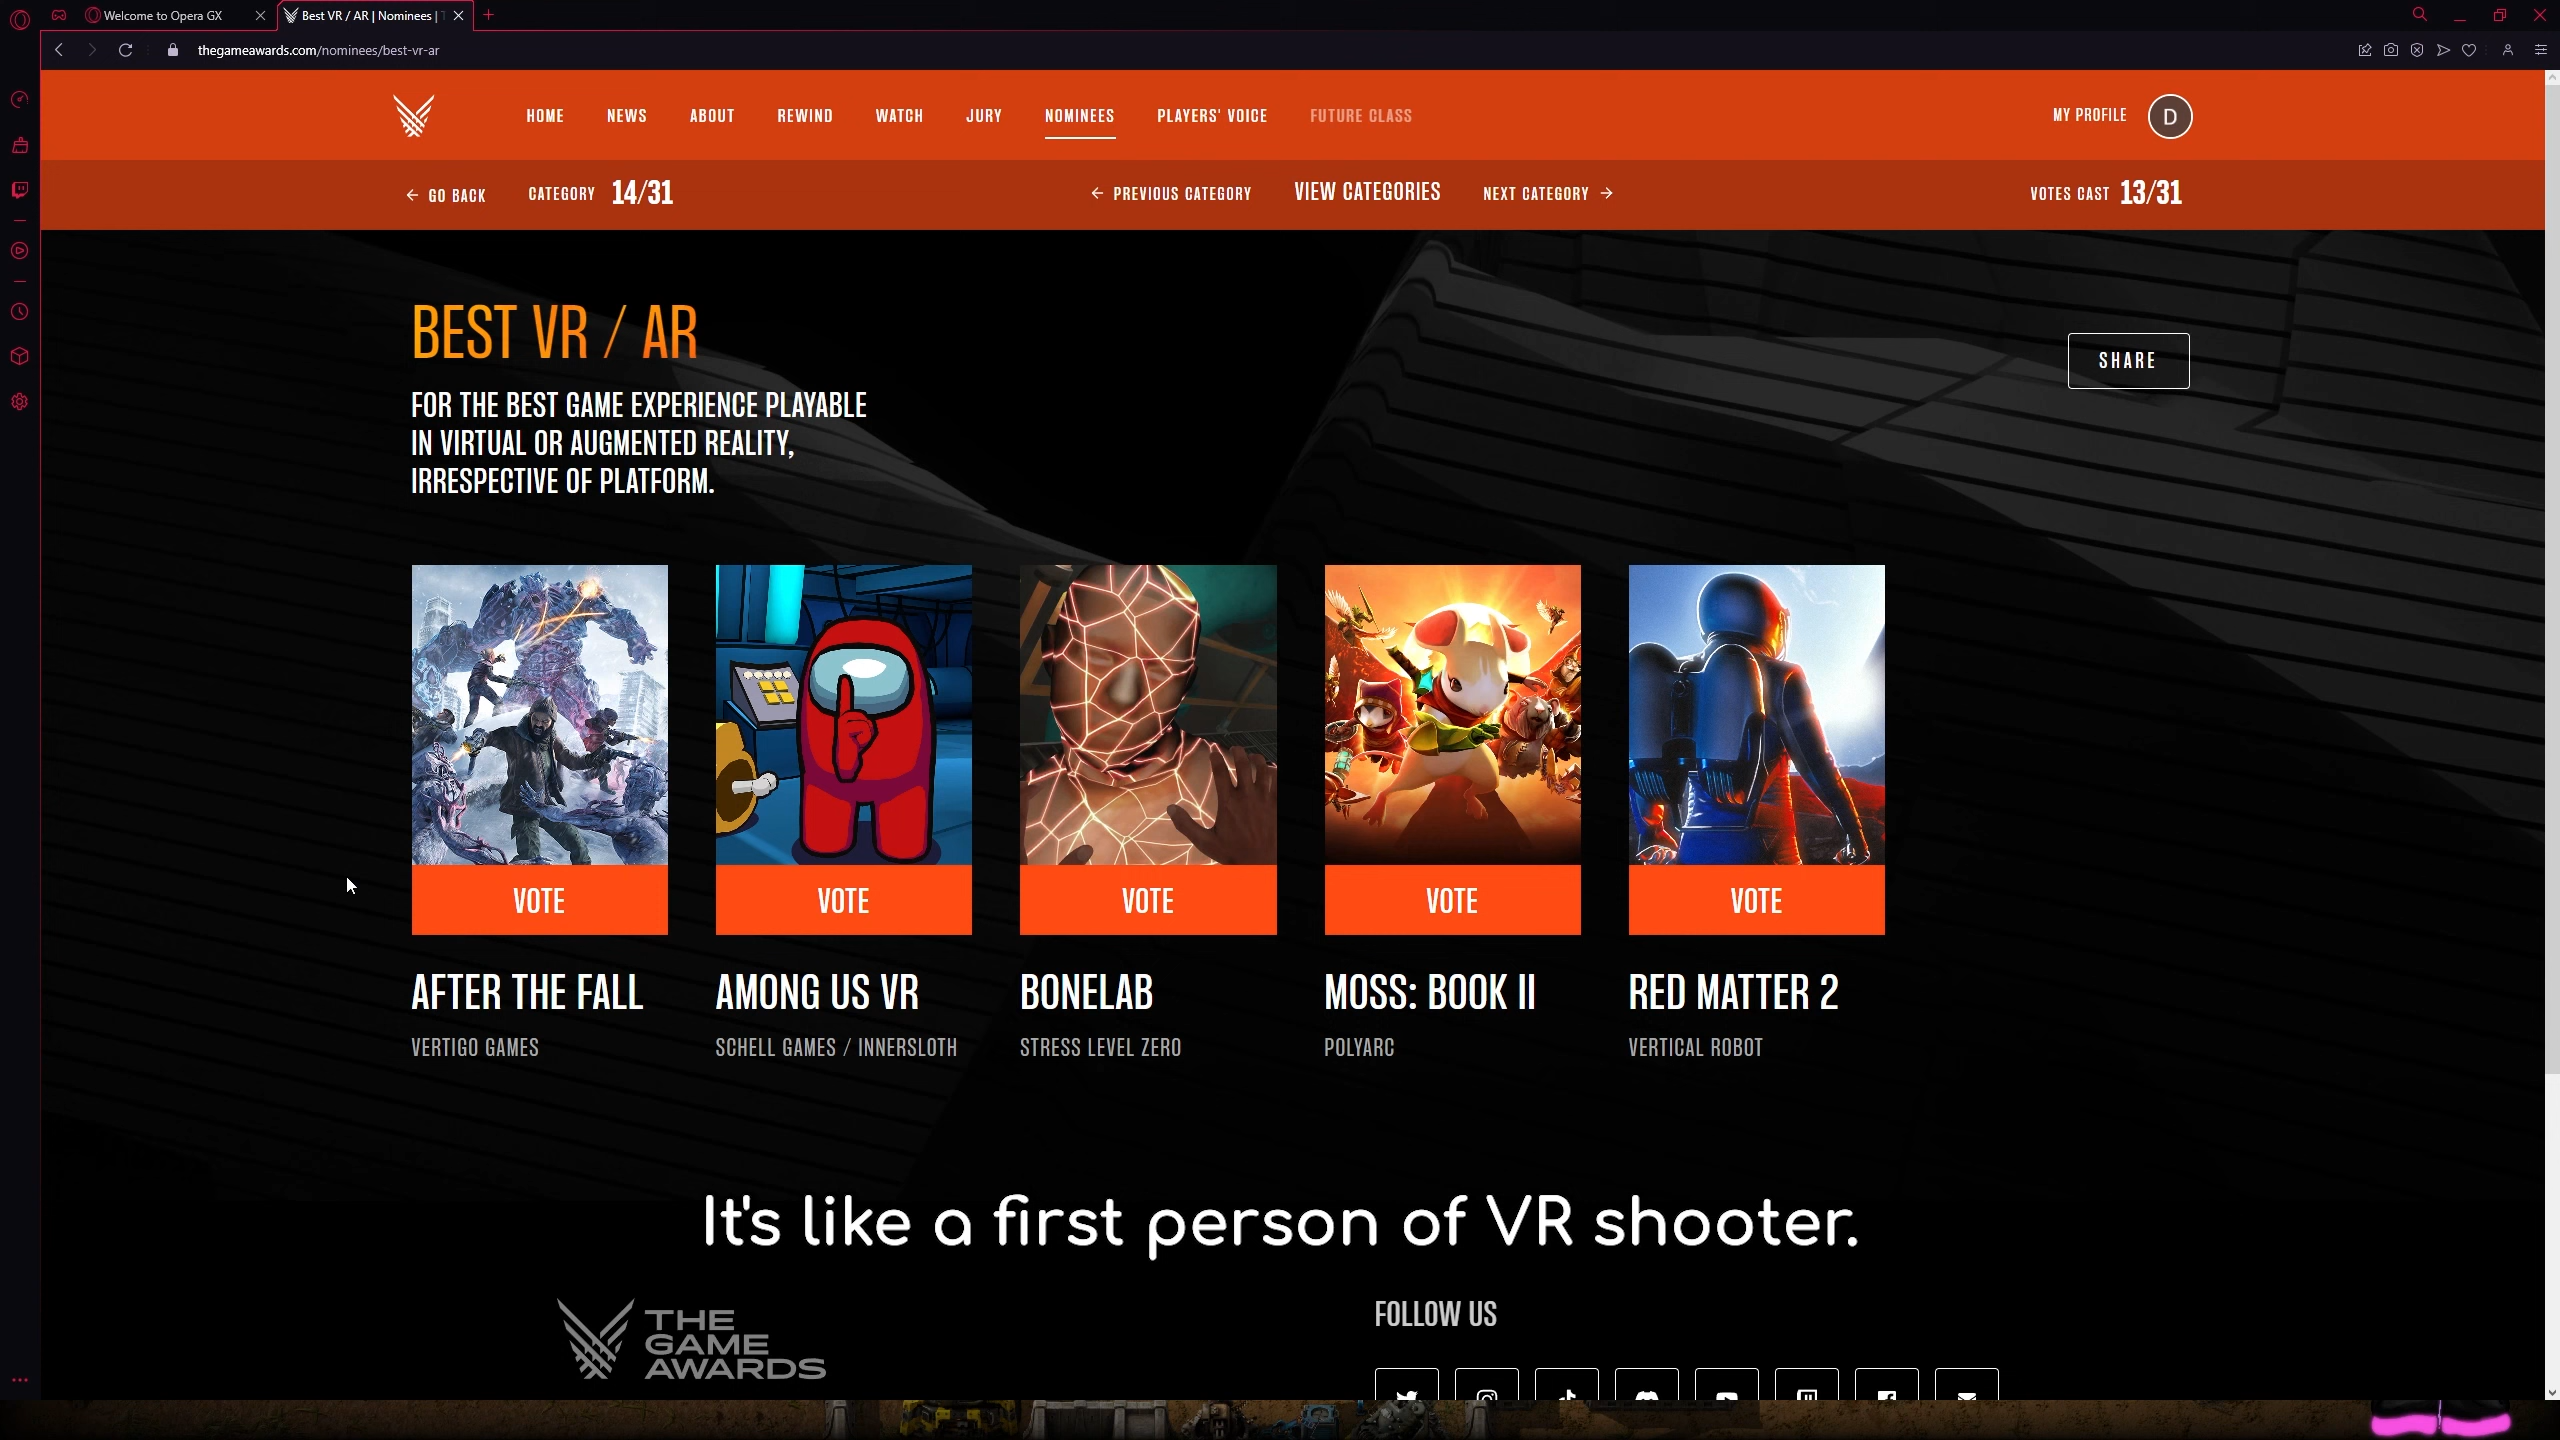 Welcome to Opera GX
Best VR / AR | Nominees |
thegameawards.com/nominees/best-vr-ar
HOME NEWS ABOUT REWIND WATCH JURY NOMINEES PLAYERS' VOICE FUTURE CLASS MY PROFILE D
GO BACK CATEGORY 14/31 PREVIOUS CATEGORY VIEW CATEGORIES NEXT CATEGORY VOTES CAST 13/31
BEST VR / AR
SHARE
FOR THE BEST GAME EXPERIENCE PLAYABLE
IN VIRTUAL OR AUGMENTED REALITY,
IRRESPECTIVE OF PLATFORM.
VOTE VOTE VOTE VOTE VOTE
AFTER THE FALL AMONG US VR BONELAB MOSS: BOOK II RED MATTER 2
VERTIGO GAMES SCHELL GAMES / INNERSLOTH STRESS LEVEL ZERO POLYARC VERTICAL ROBOT
It's like a first person of VR shooter.
THE
GAME
AWARDS
FOLLOW US